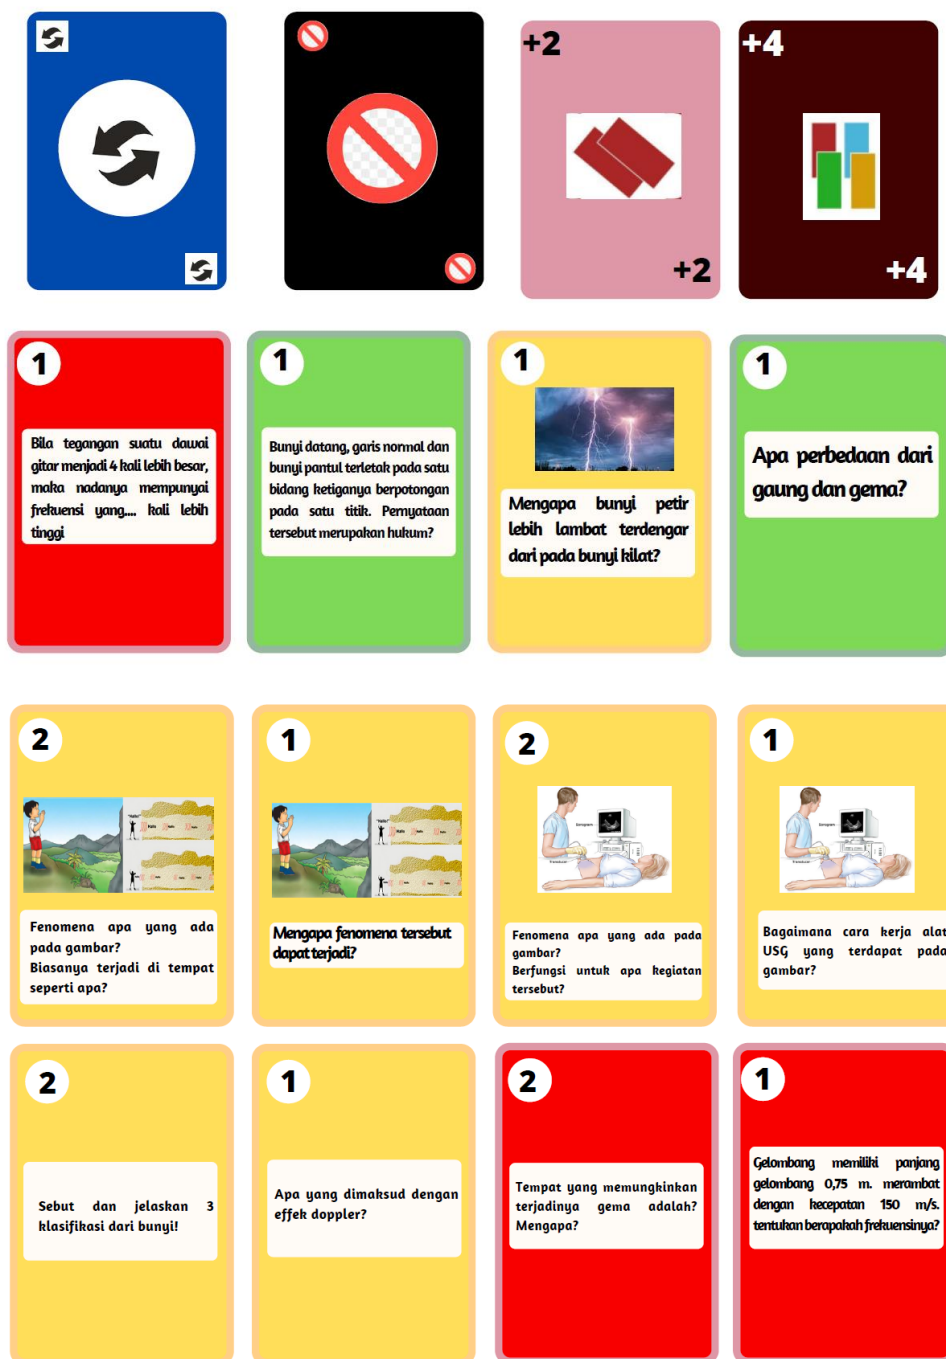 +2
+2
+4
+4
1
Bila tegangan suatu dawai
gitar menjadi 4 kali lebih besar,
maka nadanya mempunyai
frekuensi yang.... kali lebih
tinggi
1
Bunyi datang, garis normal dan
bunyi pantul terletak pada satu
bidang ketiganya berpotongan
pada satu titik. Pernyataan
tersebut merupakan hukum?
1
Mengapa bunyi petir
lebih lambat terdengar
dari pada bunyi kilat?
1
Apa perbedaan dari
gaung dan gema?
2
Fenomena apa yang ada
pada gambar?
Biasanya terjadi di tempat
seperti apa?
1
Mengapa fenomena tersebut
dapat terjadi?
2
Fenomena apa yang ada pada
gambar?
Berfungsi untuk apa kegiatan
tersebut?
1
Bagaimana cara kerja alat
USG yang terdapat pada
gambar?
2
Sebut dan jelaskan 3
klasifikasi dari bunyi!
1
Apa yang dimaksud dengan
effek doppler?
2
Tempat yang memungkinkan
terjadinya gema adalah?
Mengapa?
1
Gelombang memiliki panjang
gelombang 0,75 m. merambat
dengan kecepatan 150 m/s.
tentukan berapakah frekuensinya?